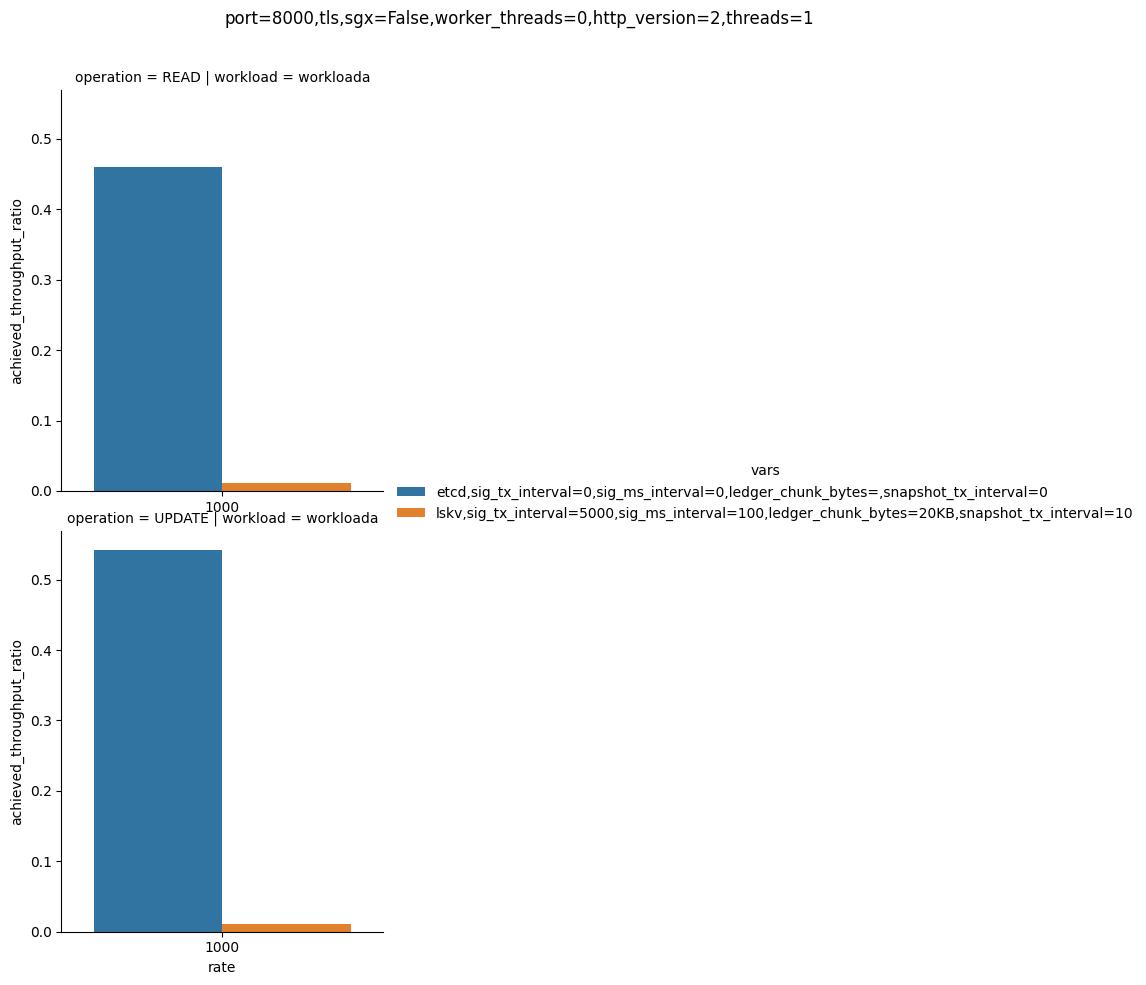 port=8000,tls,sgx=False,worker_threads=0,http_version=2,threads=1
operation = READ | workload = workloada
0.5
0.4
0.3
0.2
0.1
0.0
achieved_throughput_ratio
1000
vars
etcd,sig_tx_interval=0,sig_ms_interval=0,ledger_chunk_bytes=,snapshot_tx_interval=0
lskv,sig_tx_interval=5000,sig_ms_interval=100,ledger_chunk_bytes=20KB,snapshot_tx_interval=10
operation = UPDATE | workload = workloada
0.5
0.4
0.3
0.2
0.1
0.0
achieved_throughput_ratio
1000
rate